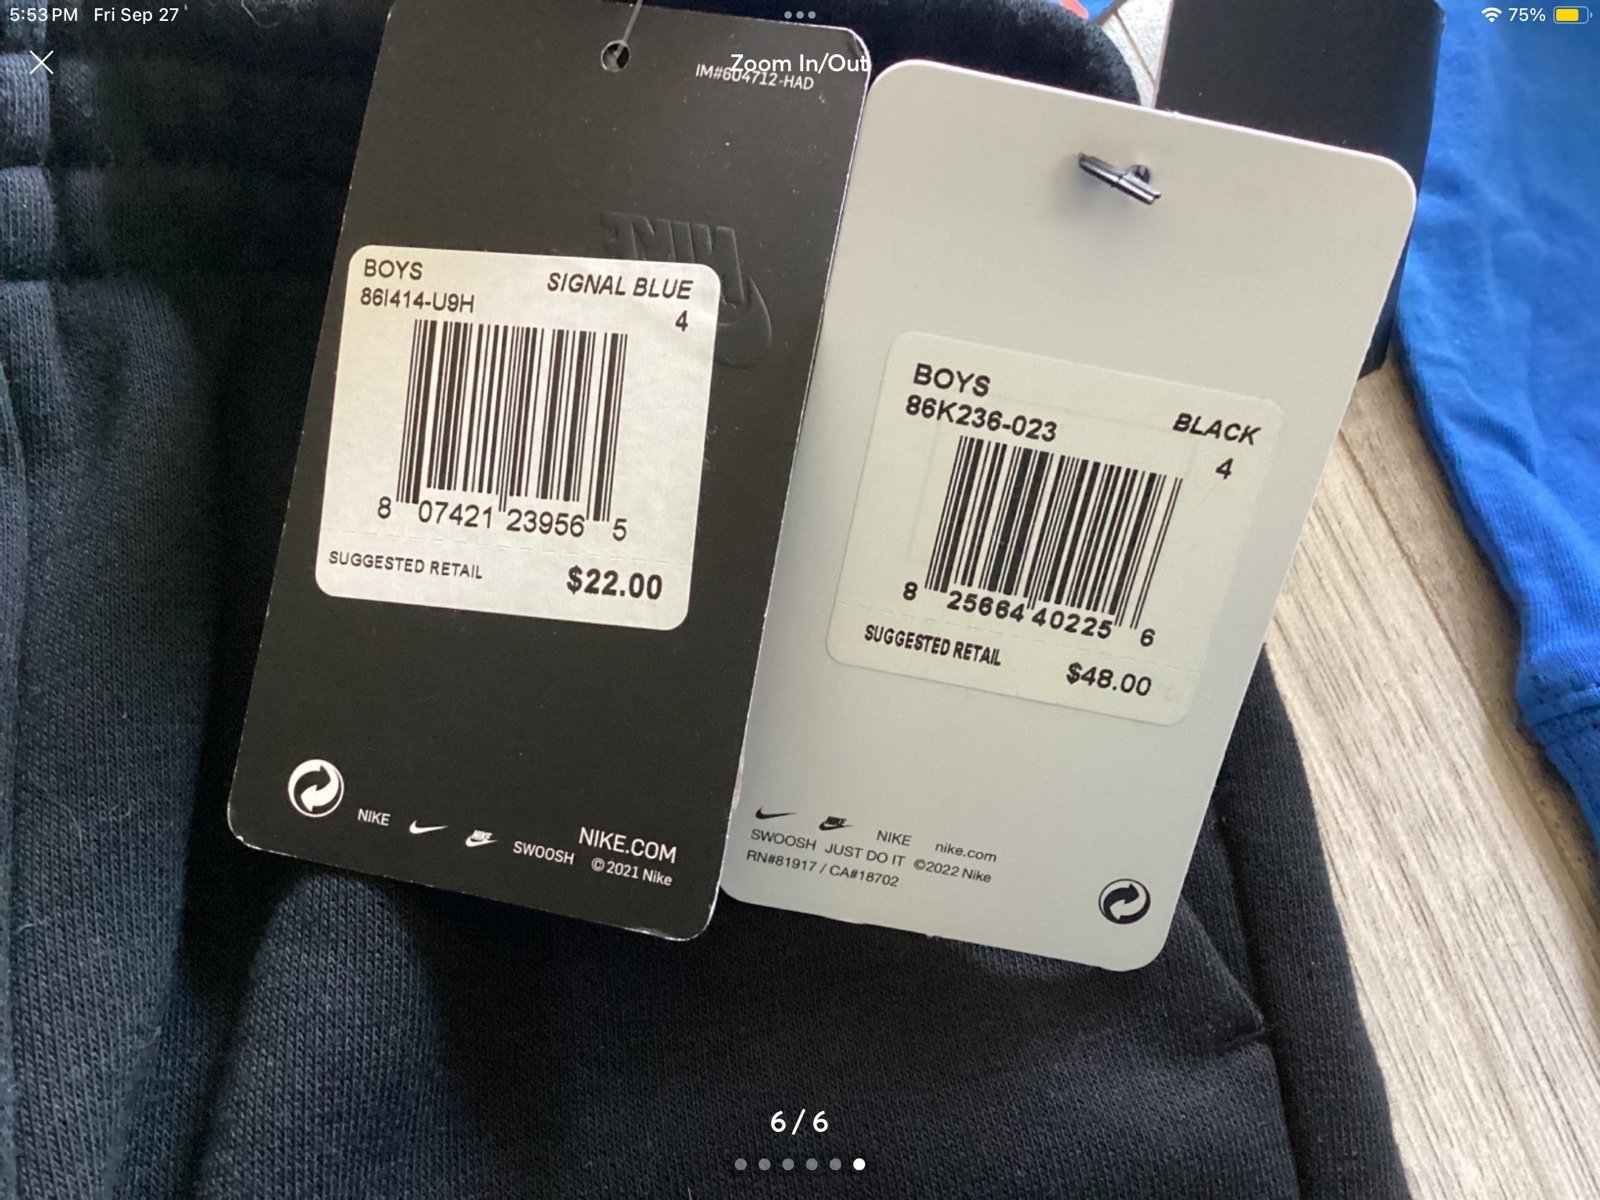 5:53 PM Fri Sep 27
75%
Zoom In/Out
IM#604712-HAD
BOYS
SIGNAL BLUE
86I414-U9H
4
8 07421 23956 5
SUGGESTED RETAIL
$22.00
NIKE
NIKE
SWOOSH
NIKE.COM
©2021 Nike
BOYS
BLACK
86K236-023
4
8 25664 40225 6
SUGGESTED RETAIL
$48.00
NIKE NIKE nike.com
SWOOSH JUST DO IT ©2022 Nike
RN#81917 / CA#18702
6 / 6